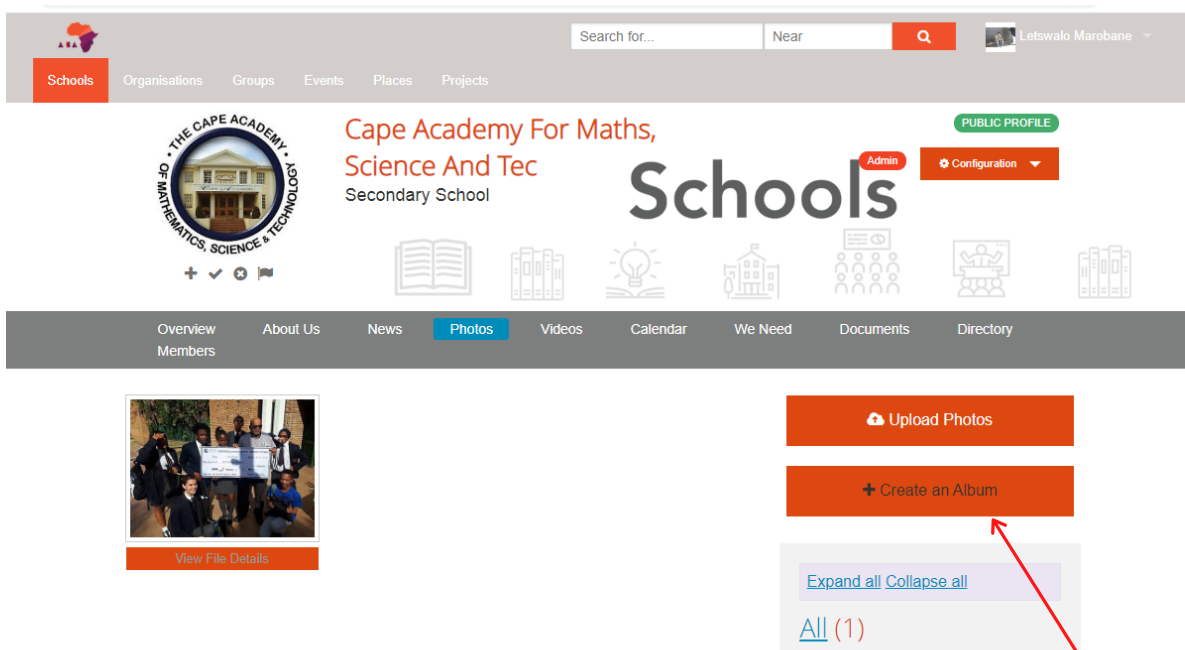 ASA
Search for...
Near
Letswalo Marobane
Schools
Organisations
Groups
Events
Places
Projects
THE CAPE ACADEMY
OF MATHEMATICS, SCIENCE & TECHNOLOGY
Cape Academy For Maths,
Science And Tec
Secondary School
Schools
Admin
PUBLIC PROFILE
Configuration
Overview
About Us
News
Photos
Videos
Calendar
We Need
Documents
Directory
Members
View File Details
Upload Photos
Create an Album
Expand all Collapse all
All (1)